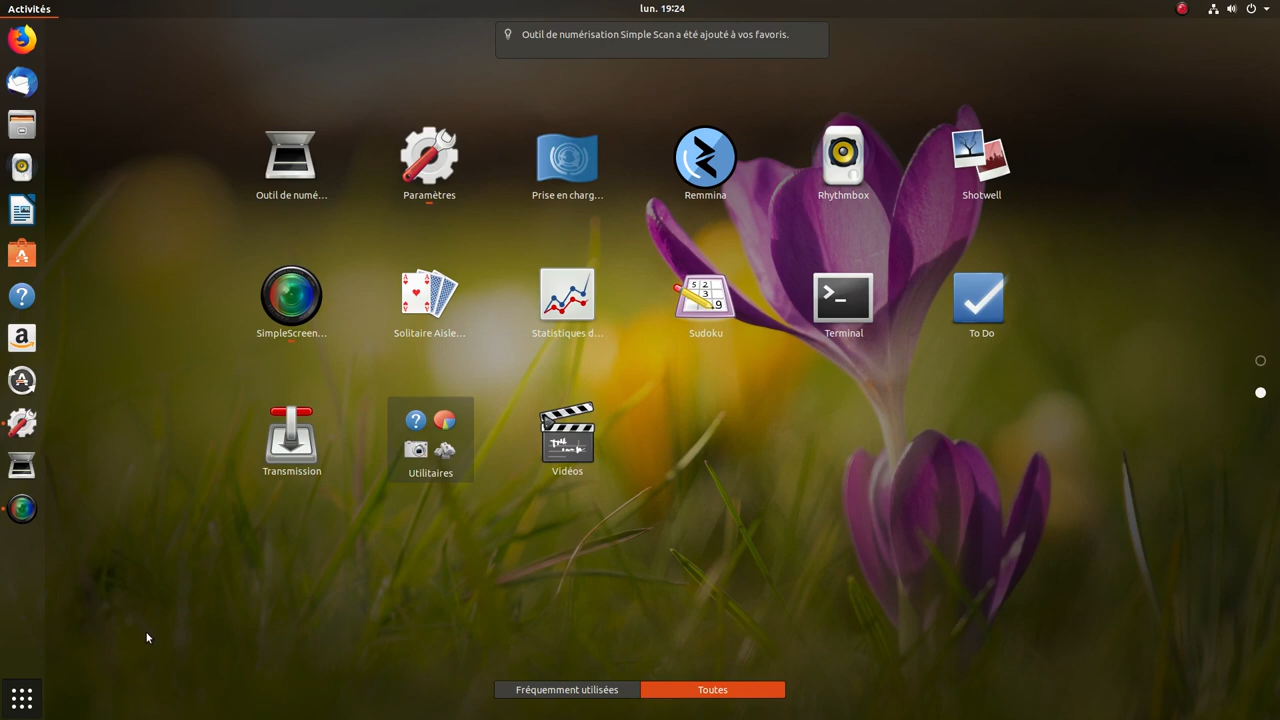 Activités
lun. 19:24
Outil de numérisation Simple Scan a été ajouté à vos favoris.
Outil de numé...
Paramètres
Prise en charg...
Remmina
Rhythmbox
Shotwell
SimpleScreen...
Solitaire Aisle...
Statistiques d...
Sudoku
Terminal
To Do
Transmission
Utilitaires
Vidéos
Fréquemment utilisées
Toutes